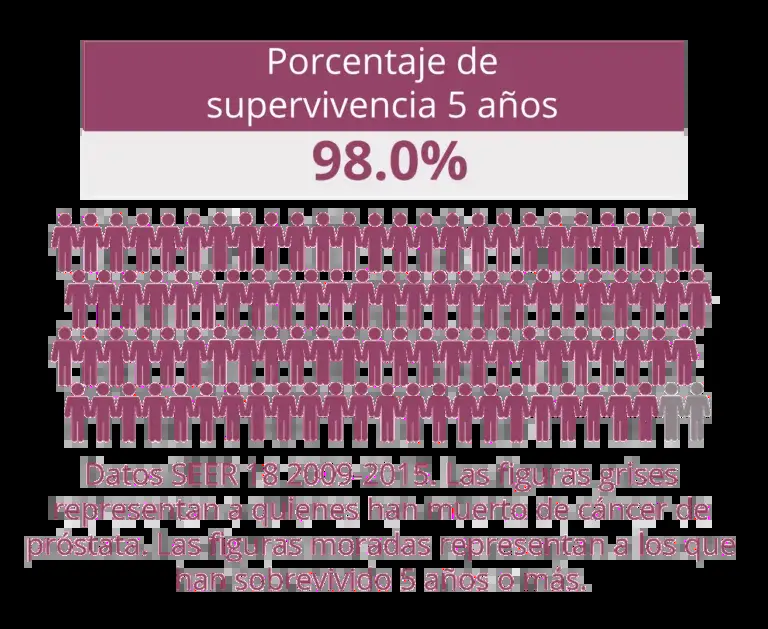 Porcentaje de
supervivencia 5 años
98.0%
Datos SEER 18 2009-2015. Las figuras grises
representan a quienes han muerto de cáncer de
próstata. Las figuras moradas representan a los que
han sobrevivido 5 años o más.